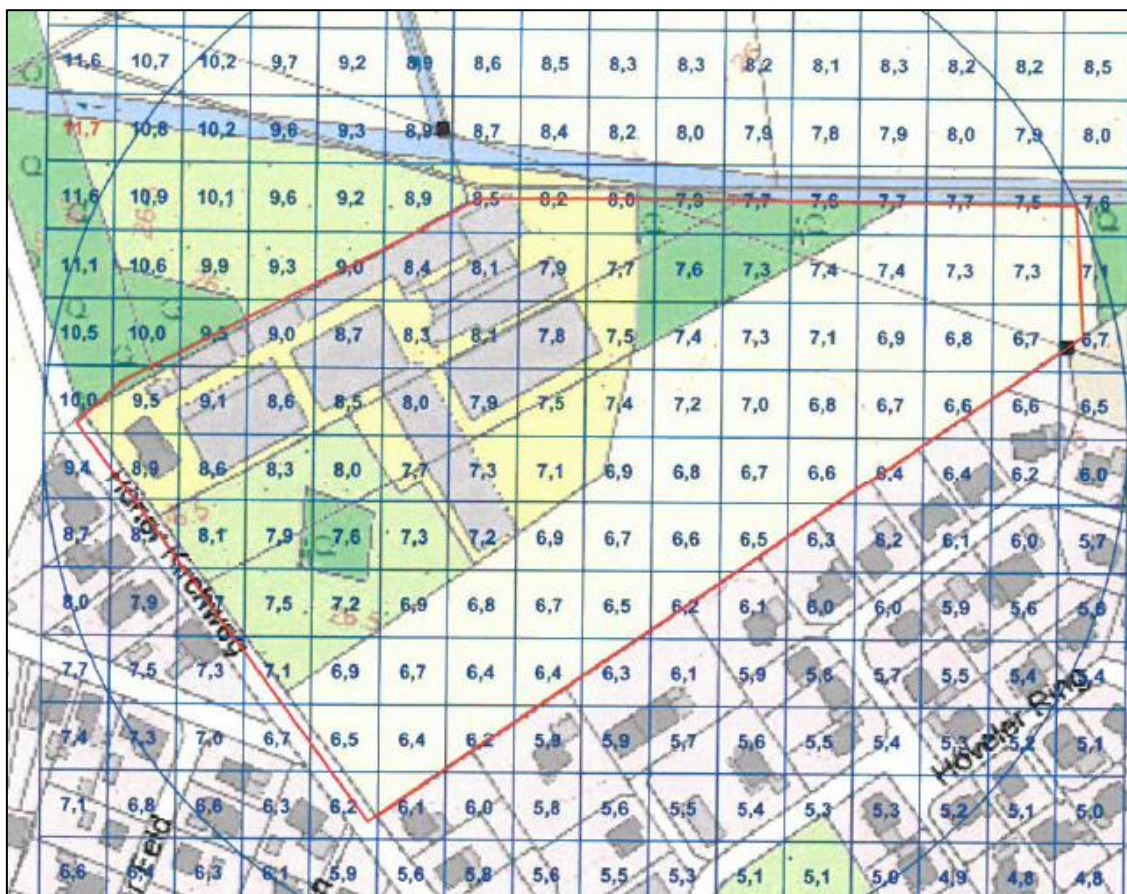 11,6 10,7 10,2 9,7 9,2 8,9 8,6 8,5 8,3 8,3 8,2 8,1 8,3 8,2 8,2 8,5
11,7 10,8 10,2 9,6 9,3 8,9 8,7 8,4 8,2 8,0 7,9 7,8 7,9 8,0 7,9 8,0
11,6 10,9 10,1 9,6 9,2 8,9 8,5 8,2 8,0 7,8 7,7 7,6 7,7 7,7 7,5 7,6
11,1 10,6 9,9 9,3 9,0 8,4 8,1 7,9 7,7 7,6 7,3 7,4 7,4 7,3 7,3 7,1
10,5 10,0 9,3 9,0 8,7 8,3 8,1 7,8 7,5 7,4 7,3 7,1 6,9 6,8 6,7 6,7
10,0 9,5 9,1 8,6 8,5 8,0 7,9 7,5 7,4 7,2 7,0 6,8 6,7 6,6 6,6 6,5
9,4 8,9 8,6 8,3 8,0 7,7 7,3 7,1 6,9 6,8 6,7 6,6 6,4 6,4 6,2 6,0
26,5
8,7 8,1 7,9 7,6 7,3 7,2 6,9 6,7 6,6 6,5 6,3 6,2 6,1 6,0 5,7
8,0 7,9 7,5 7,2 6,9 6,8 6,7 6,5 6,2 6,1 6,0 6,0 5,9 5,6 5,8
26,5
7,7 7,5 7,3 7,1 6,9 6,7 6,4 6,4 6,3 6,1 5,9 5,8 5,7 5,5 5,4 5,4
7,4 7,3 7,0 6,7 6,5 6,4 6,2 5,9 5,9 5,7 5,6 5,5 5,4 5,3 5,2 5,1
Höveler Ring
7,1 6,8 6,6 6,3 6,2 6,1 6,0 5,8 5,6 5,5 5,4 5,3 5,3 5,2 5,1 5,0
Feld
6,6 6,4 6,3 6,1 5,9 5,6 5,8 5,6 5,5 5,3 5,1 5,1 5,0 4,9 4,8 4,8